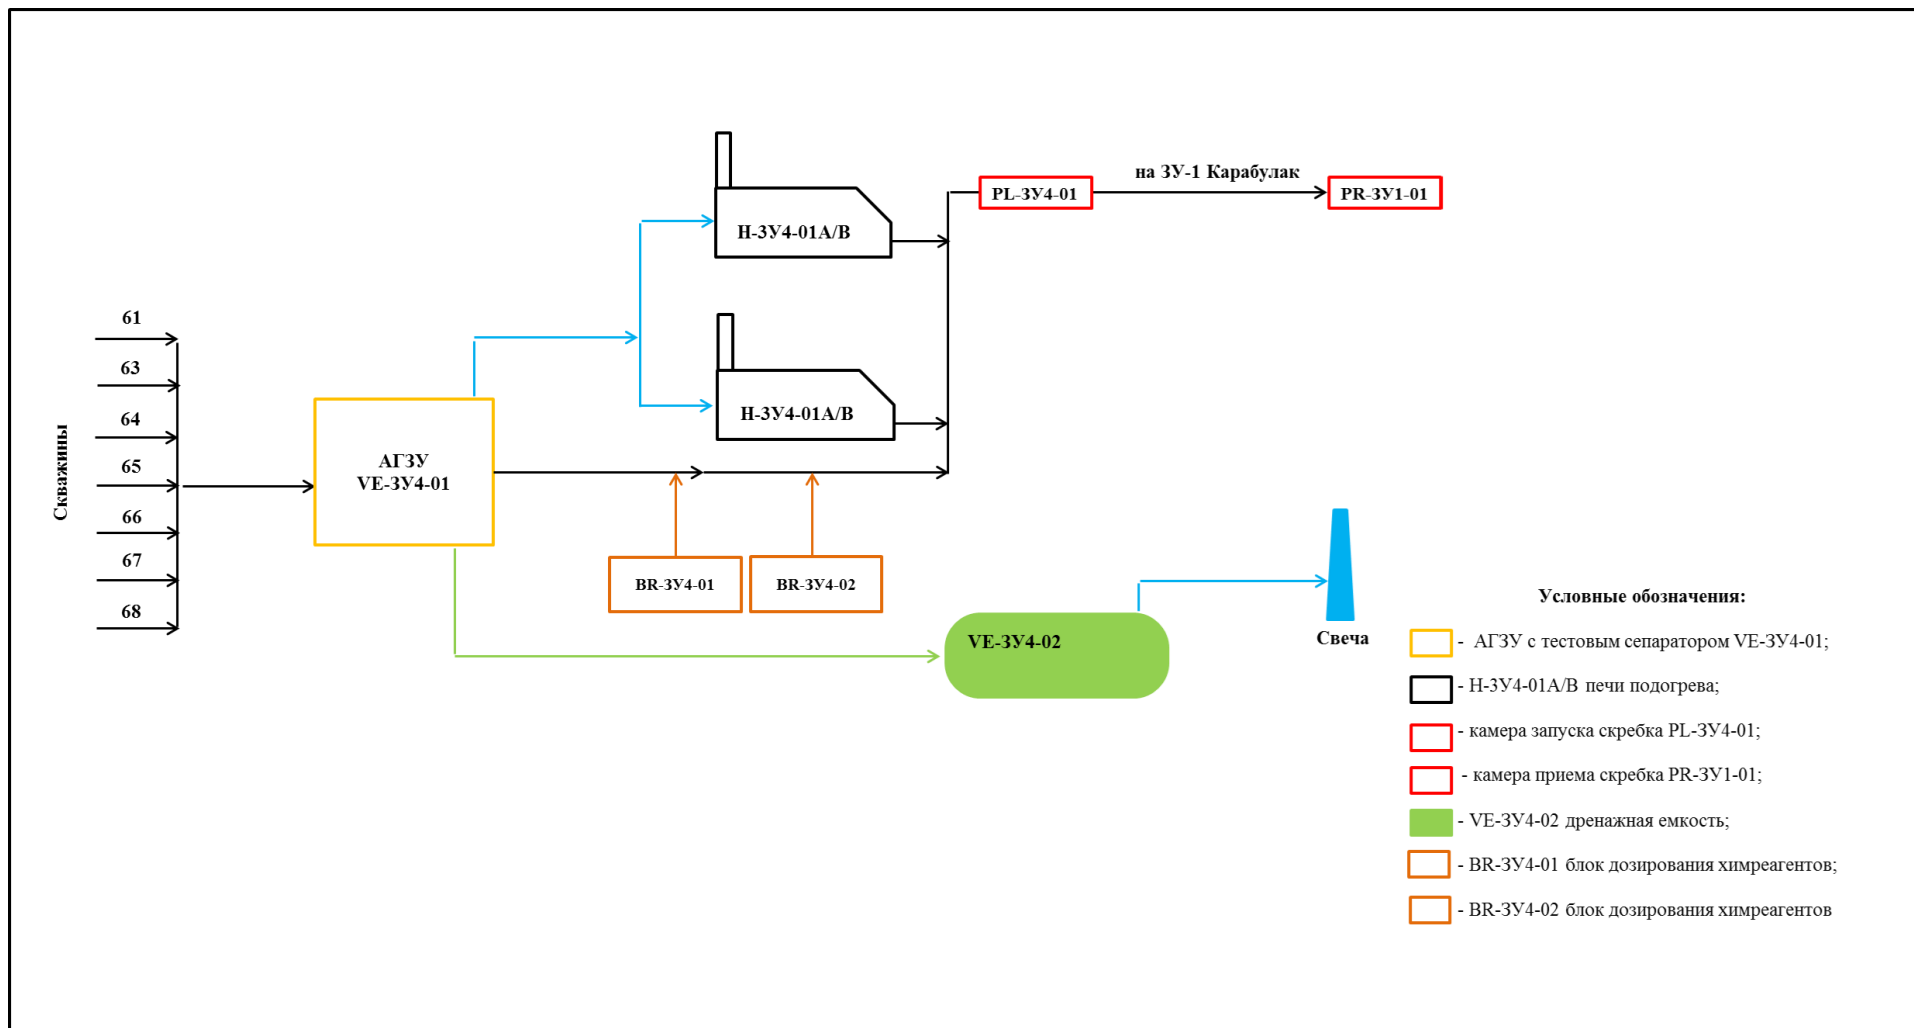 на ЗУ-1 Карабулак
PL-ЗУ4-01
PR-ЗУ1-01
Н-ЗУ4-01А/В
Н-ЗУ4-01А/В
Скважины
61
63
64
65
66
67
68
АГЗУ
VE-ЗУ4-01
BR-ЗУ4-01
BR-ЗУ4-02
VE-ЗУ4-02
Свеча
Условные обозначения:
- АГЗУ с тестовым сепаратором VE-ЗУ4-01;
- Н-ЗУ4-01А/В печи подогрева;
- камера запуска скребка PL-ЗУ4-01;
- камера приема скребка PR-ЗУ1-01;
- VE-ЗУ4-02 дренажная емкость;
- BR-ЗУ4-01 блок дозирования химреагентов;
- BR-ЗУ4-02 блок дозирования химреагентов